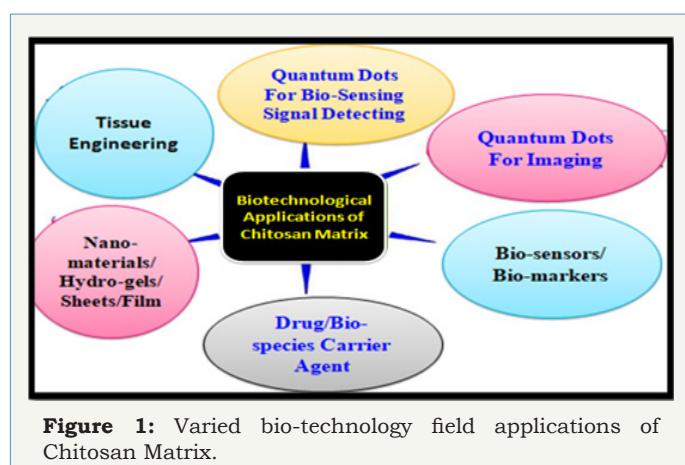 Quantum Dots
For Bio-Sensing
Signal Detecting
Tissue
Engineering
Quantum Dots
For Imaging
Biotechnological
Applications of
Chitosan Matrix
Nano-
materials/
Hydro-gels/
Sheets/Film
Bio-sensors/
Bio-markers
Drug/Bio-
species Carrier
Agent
Figure 1: Varied bio-technology field applications of
Chitosan Matrix.